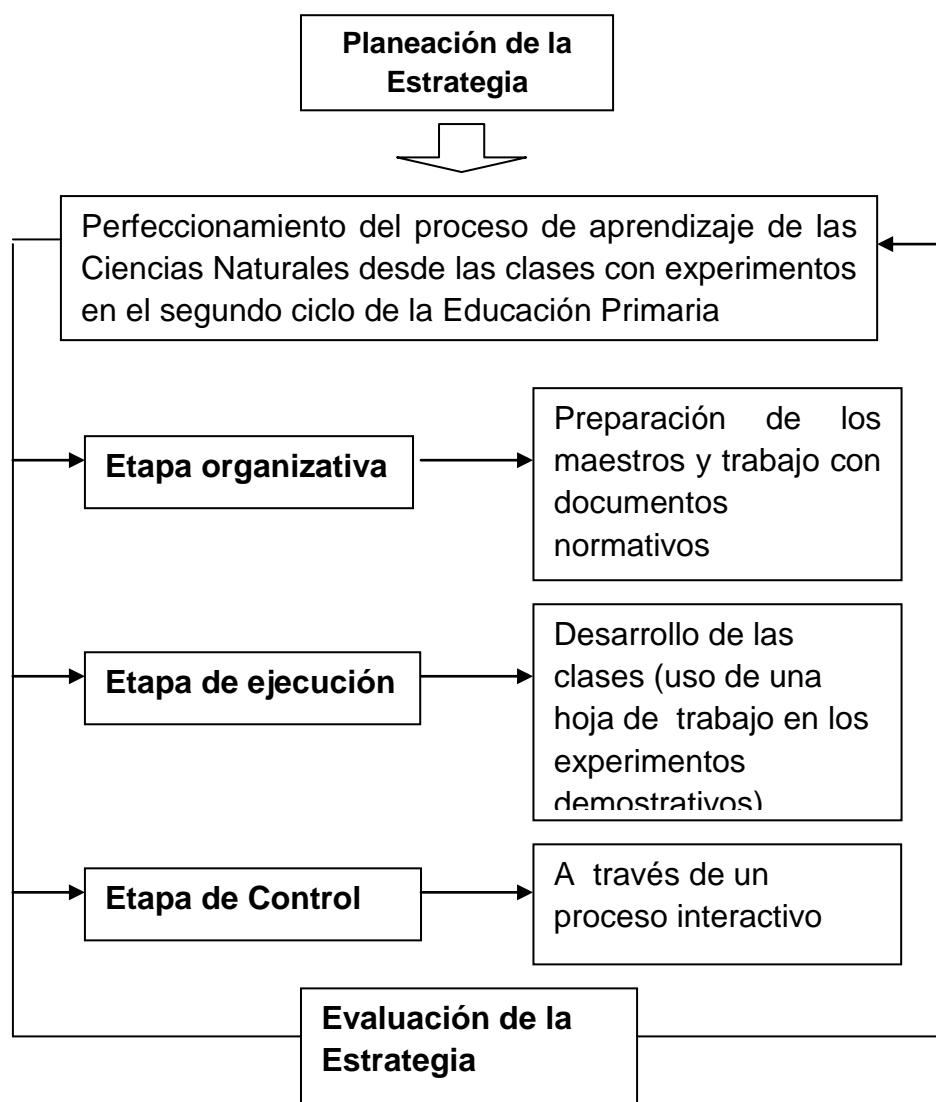 Planeación de la
Estrategia
Perfeccionamiento del proceso de aprendizaje de las
Ciencias Naturales desde las clases con experimentos
en el segundo ciclo de la Educación Primaria
Etapa organizativa
Preparación de los
maestros y trabajo con
documentos
normativos
Etapa de ejecución
Desarrollo de las
clases (uso de una
hoja de trabajo en los
experimentos
demostrativos)
Etapa de Control
A través de un
proceso interactivo
Evaluación de la
Estrategia